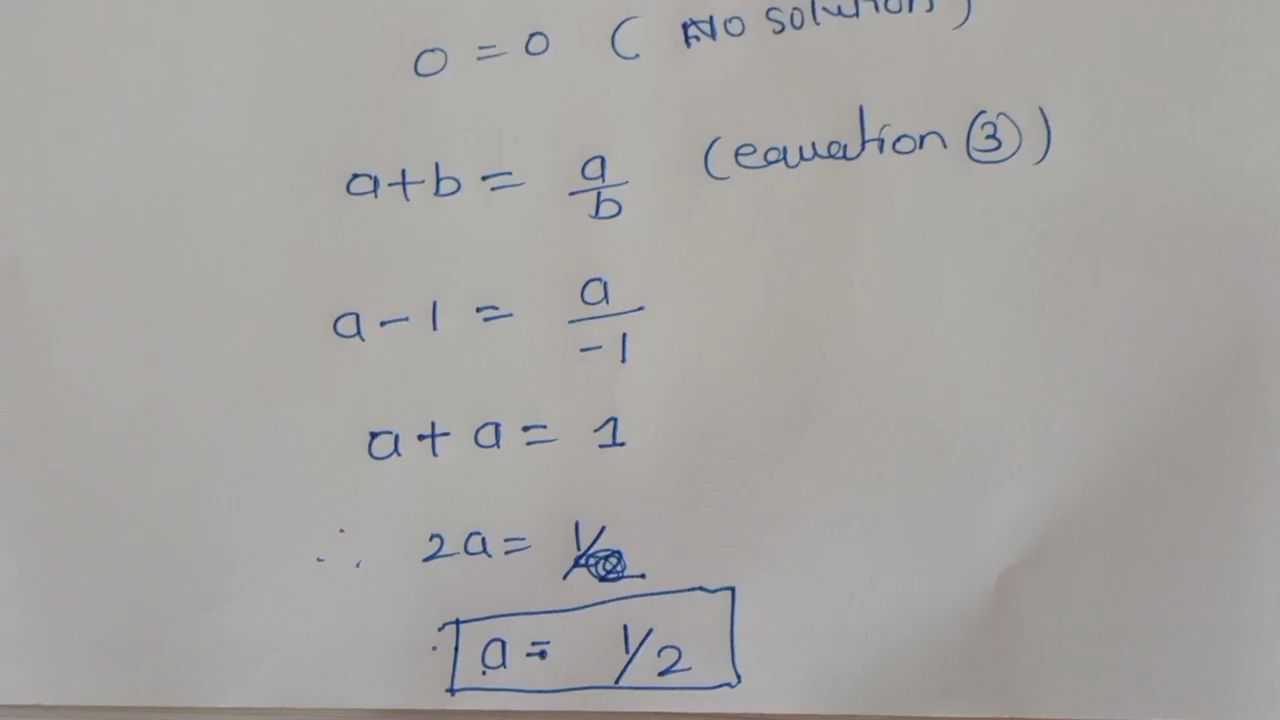 0 = 0 ( No solution )
a + b = a/b (equation ③)
a - 1 = a/-1
a + a = 1
∴ 2a = 1/
a = 1/2